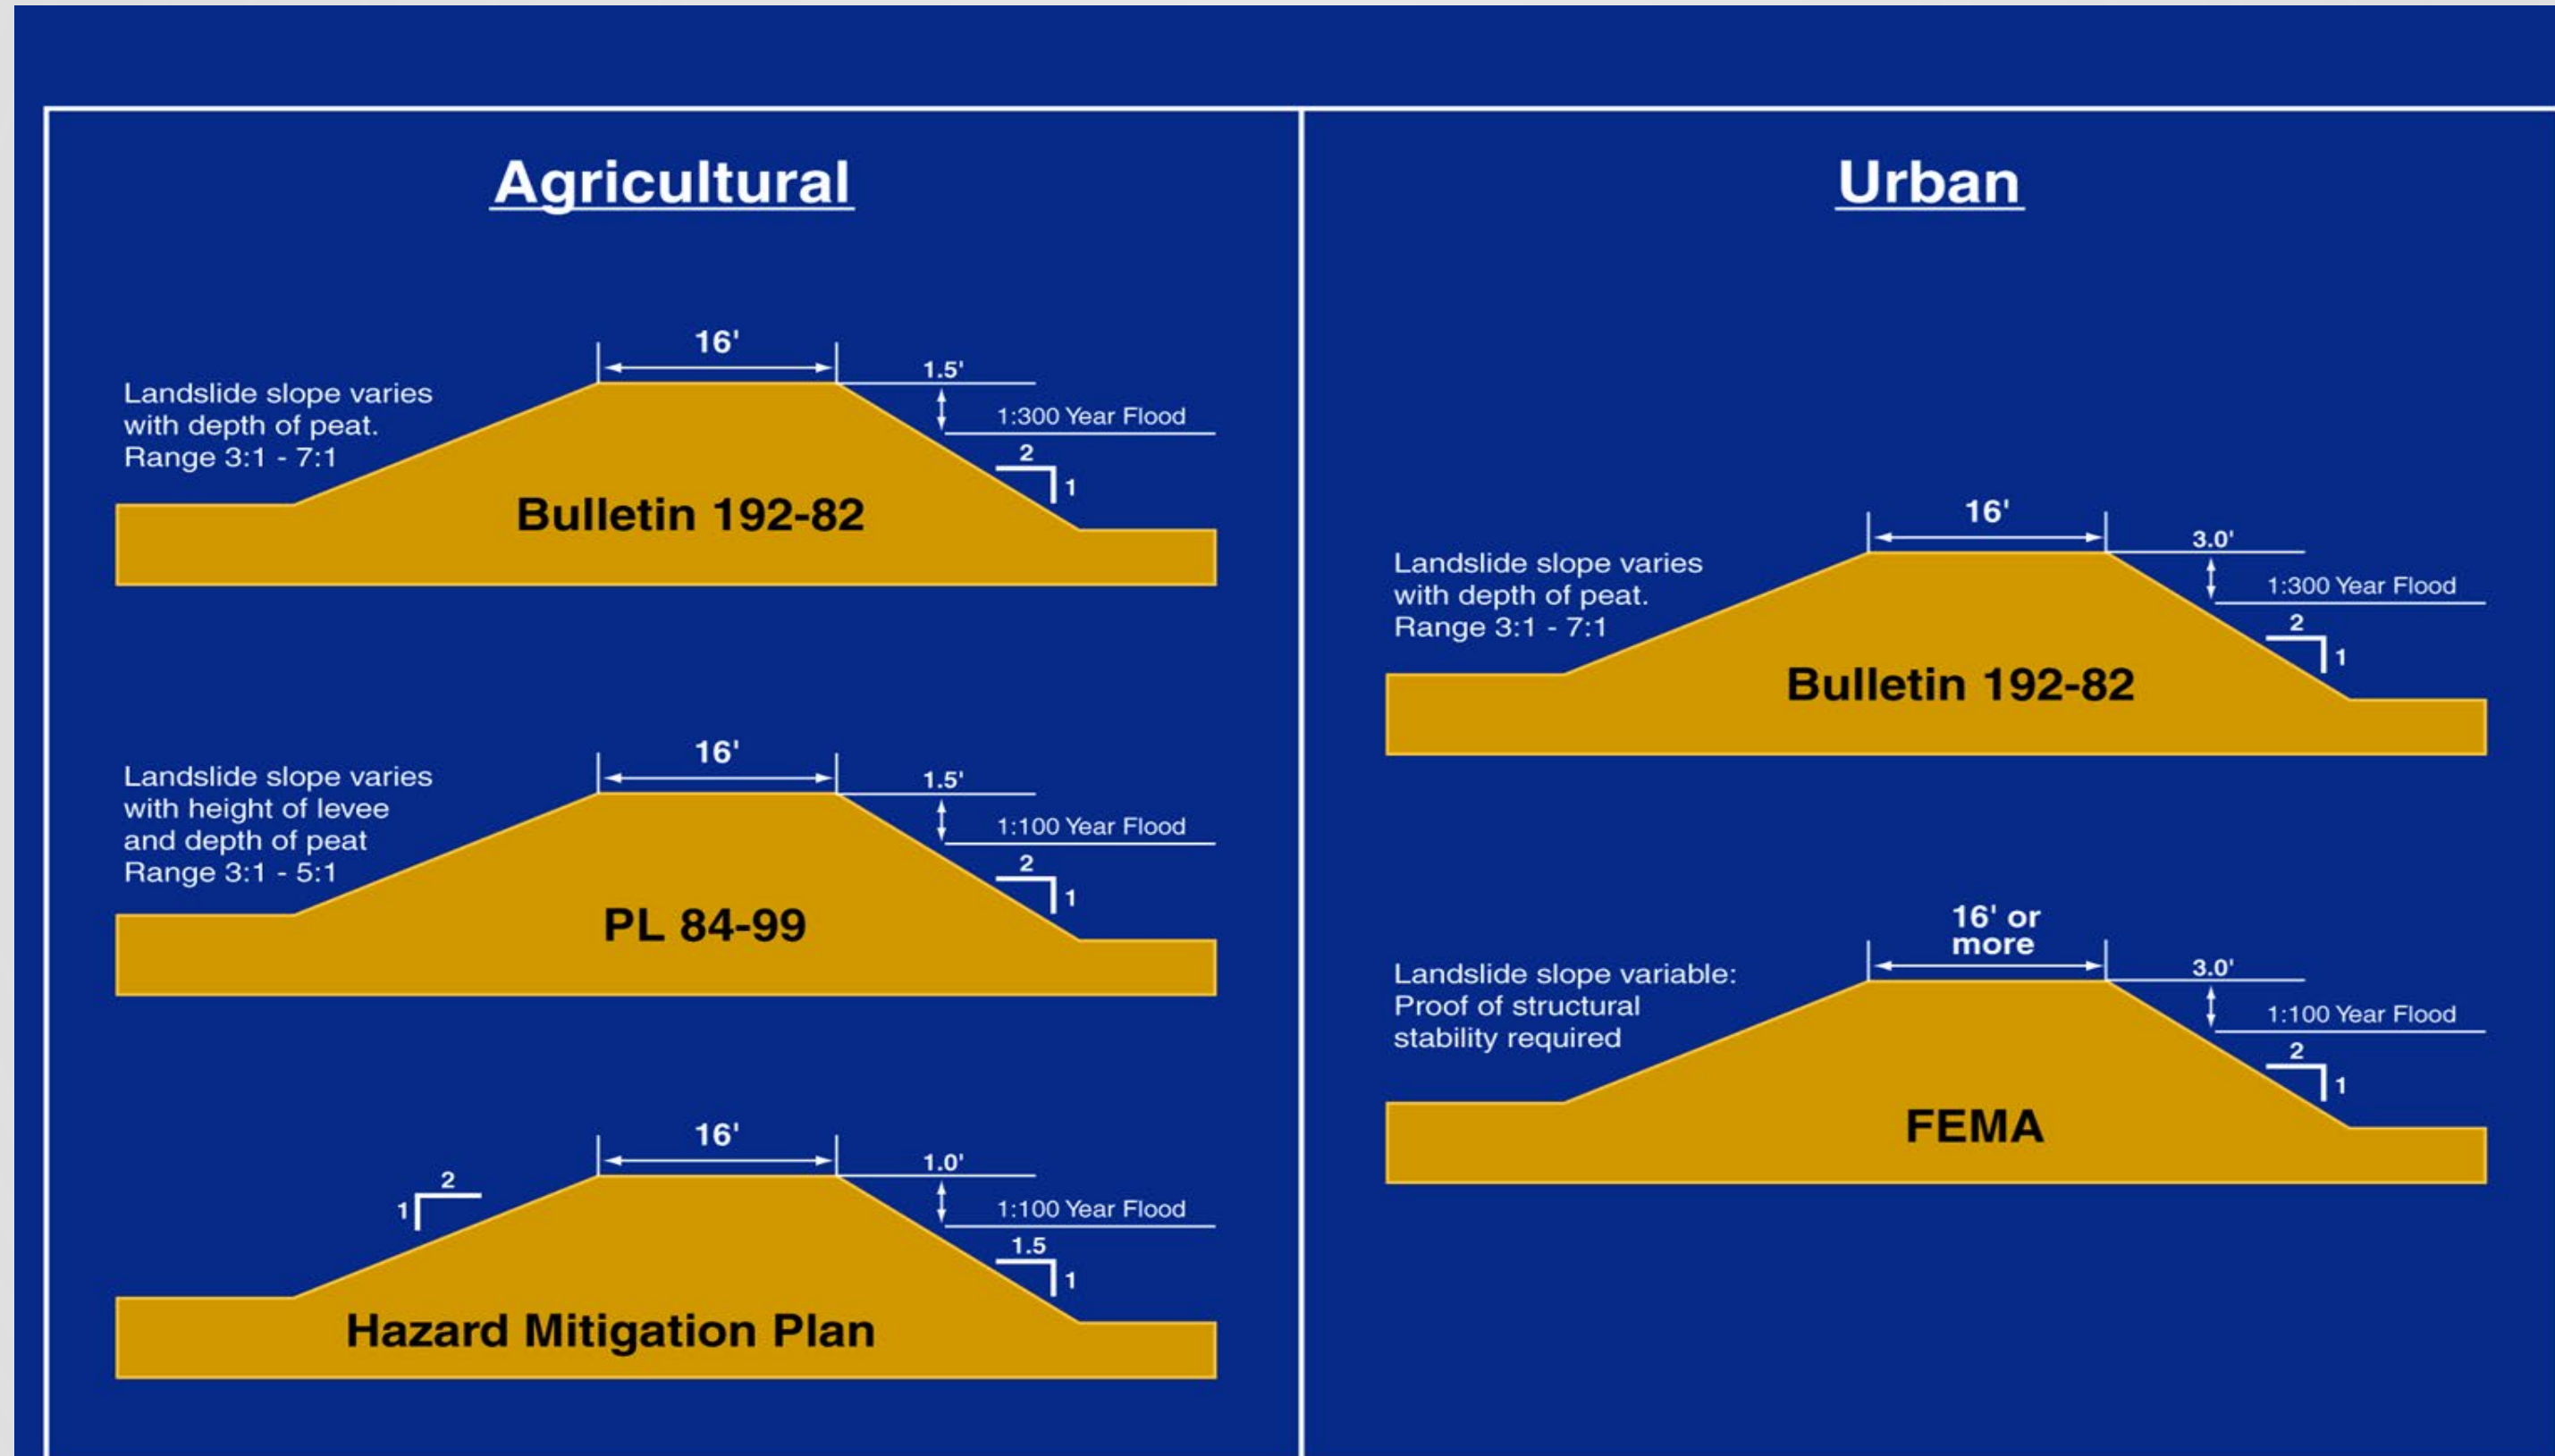 Agricultural
16'
1.5'
Landslide slope varies
with depth of peat.
Range 3:1 - 7:1
1:300 Year Flood
2
1
Bulletin 192-82
16'
1.5'
Landslide slope varies
with height of levee
and depth of peat
Range 3:1 - 5:1
1:100 Year Flood
2
1
PL 84-99
16'
1.0'
2
1
1:100 Year Flood
1.5
1
Hazard Mitigation Plan
Urban
16'
3.0'
Landslide slope varies
with depth of peat.
Range 3:1 - 7:1
1:300 Year Flood
2
1
Bulletin 192-82
16' or
more
3.0'
Landslide slope variable:
Proof of structural
stability required
1:100 Year Flood
2
1
FEMA